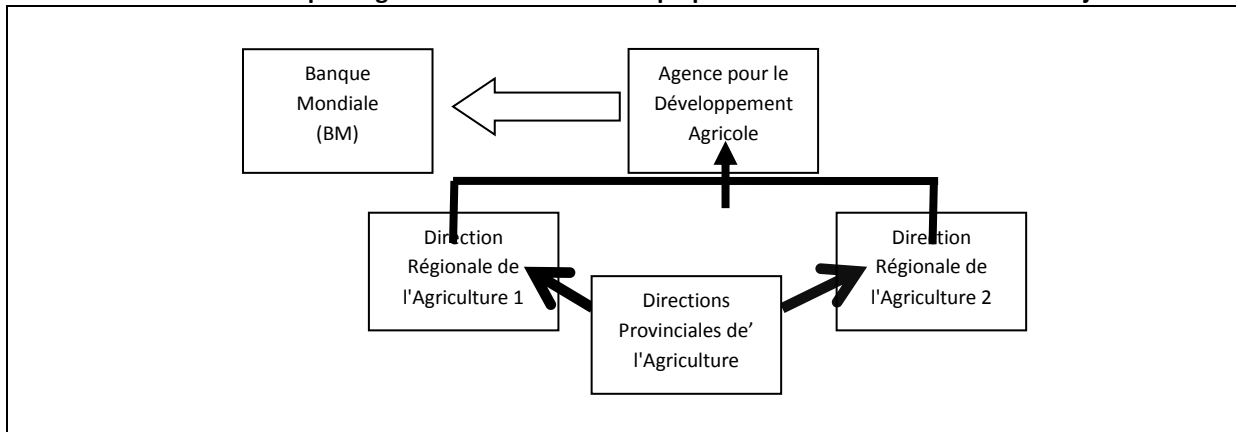 Banque
Mondiale
(BM)
Agence pour le
Développement
Agricole
Direction
Régionale de
l'Agriculture 1
Directions
Provinciales de’
l'Agriculture
Direction
Régionale de
l'Agriculture 2